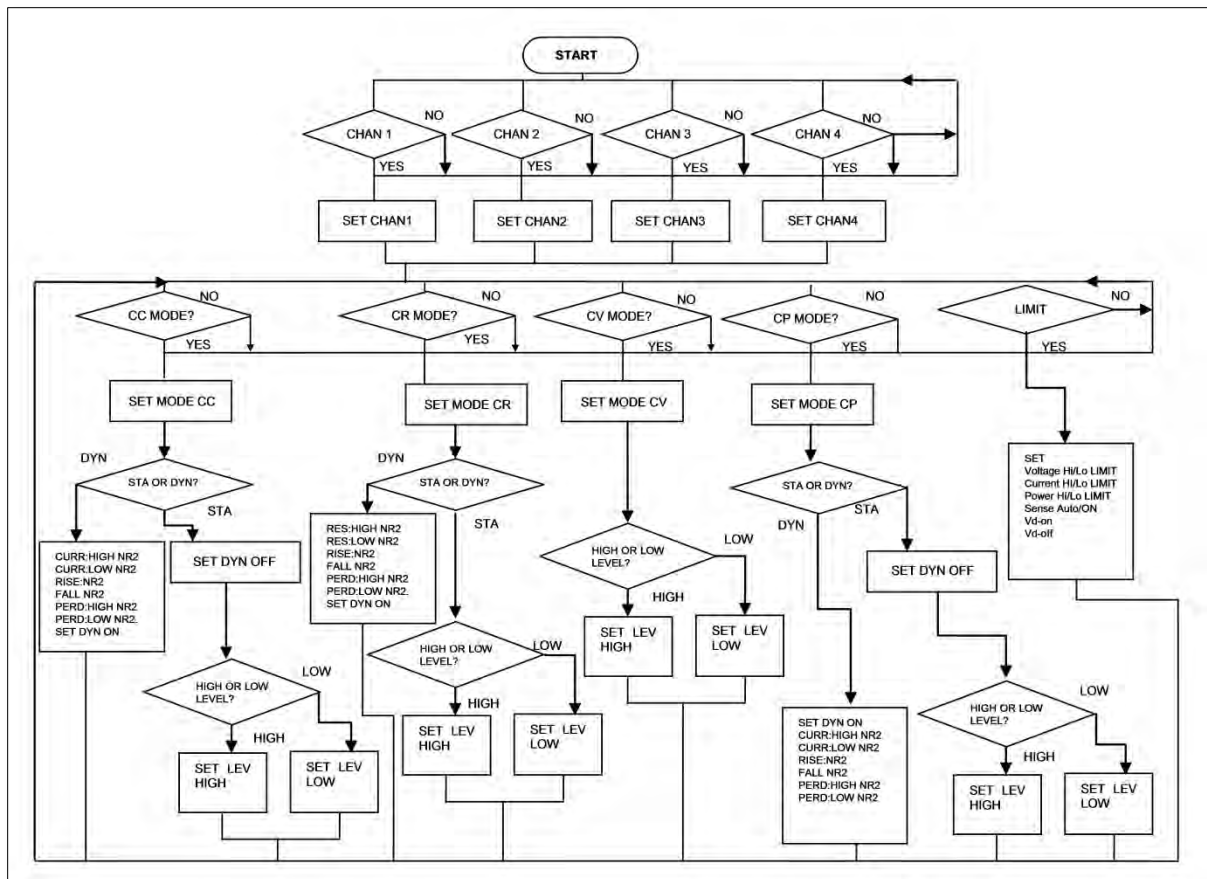 START
CHAN 1
NO
CHAN 2
NO
CHAN 3
NO
CHAN 4
NO
YES
YES
YES
YES
SET CHAN1
SET CHAN2
SET CHAN3
SET CHAN4
CC MODE?
NO
CR MODE?
NO
CV MODE?
NO
CP MODE?
NO
LIMIT
NO
YES
YES
YES
YES
YES
SET MODE CC
SET MODE CR
SET MODE CV
SET MODE CP
SET
Voltage Hi/Lo LIMIT
Current Hi/Lo LIMIT
Power Hi/Lo LIMIT
Sense Auto/ON
Vd-on
Vd-off
DYN
STA OR DYN?
STA
CURR:HIGH NR2
CURR:LOW NR2
RISE:NR2
FALL NR2
PERD:HIGH NR2
PERD:LOW NR2.
SET DYN ON
SET DYN OFF
HIGH OR LOW
LEVEL?
LOW
HIGH
SET LEV
HIGH
SET LEV
LOW
DYN
STA OR DYN?
STA
RES:HIGH NR2
RES:LOW NR2
RISE:NR2
FALL NR2
PERD:HIGH NR2
PERD:LOW NR2.
SET DYN ON
HIGH OR LOW
LEVEL?
LOW
HIGH
SET LEV
HIGH
SET LEV
LOW
HIGH OR LOW
LEVEL?
LOW
HIGH
SET LEV
HIGH
SET LEV
LOW
STA OR DYN?
DYN
STA
SET DYN OFF
SET DYN ON
CURR:HIGH NR2
CURR:LOW NR2
RISE:NR2
FALL NR2
PERD:HIGH NR2
PERD:LOW NR2
HIGH OR LOW
LEVEL?
LOW
HIGH
SET LEV
HIGH
SET LEV
LOW